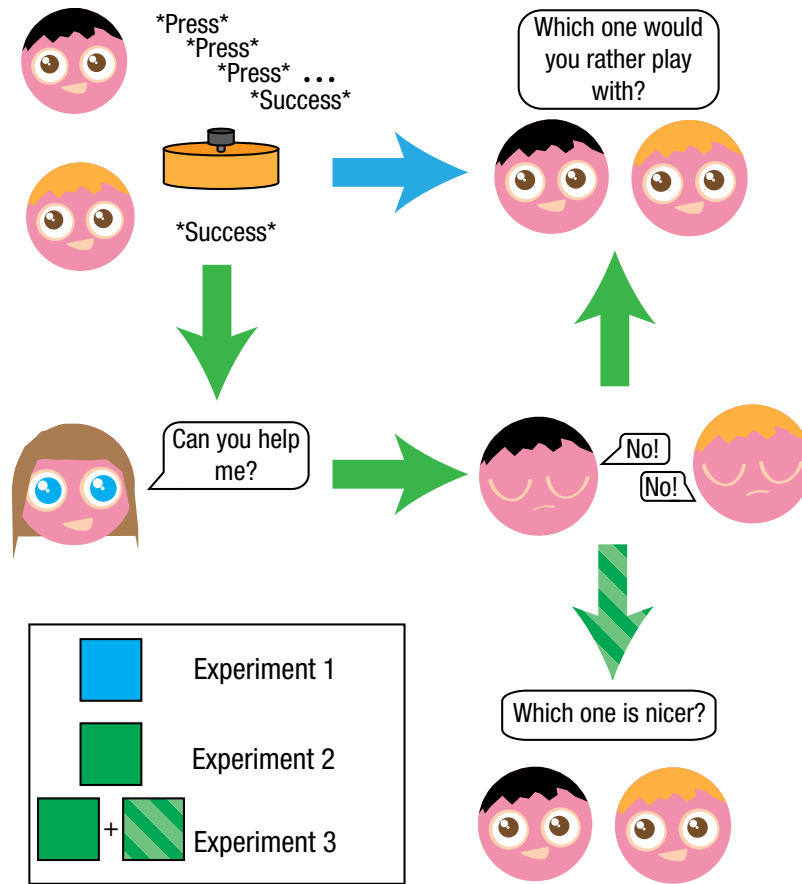 *Press*
*Press*
*Press* ...
*Success*
*Success*
Which one would
you rather play
with?
Can you help
me?
No!
No!
Which one is nicer?
Experiment 1
Experiment 2
+
Experiment 3